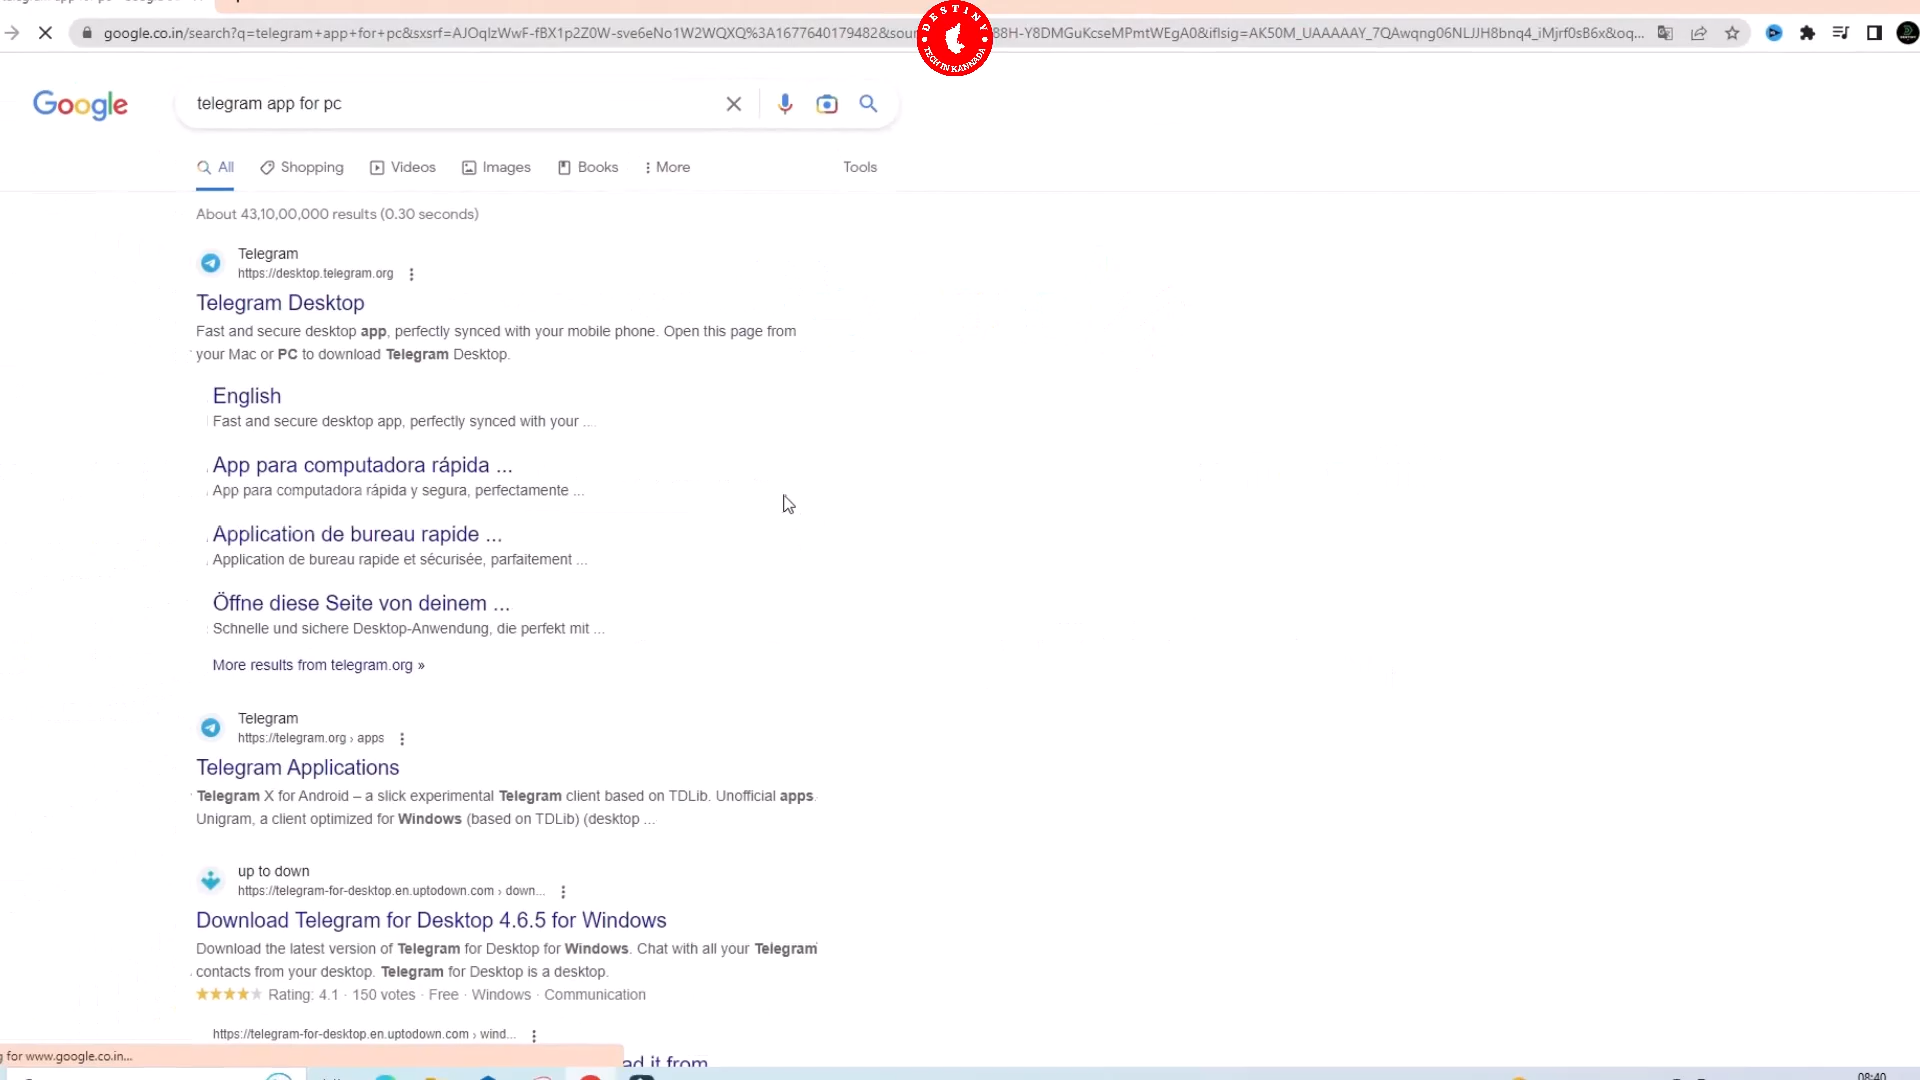 google.co.in/search?q=telegram+app+for+pc&sxsrf=AJOqlzWwF-fBX1p2Z0W-sve6eNo1W2WQXQ%3A1677640179482&sour
88H-Y8DMGuKcseMPmtWEgA0&iflsig=AK50M_UAAAAAY_7QAwqng06NLJJH8bnq4_iMjrf0sB6x&oq...
DESTINY
TECH IN KANNADA
Google
telegram app for pc
All
Shopping
Videos
Images
Books
More
Tools
About 43,10,00,000 results (0.30 seconds)
Telegram
https://desktop.telegram.org
Telegram Desktop
Fast and secure desktop app, perfectly synced with your mobile phone. Open this page from
your Mac or PC to download Telegram Desktop.
English
Fast and secure desktop app, perfectly synced with your ...
App para computadora rápida ...
App para computadora rápida y segura, perfectamente ...
Application de bureau rapide ...
Application de bureau rapide et sécurisée, parfaitement ...
Öffne diese Seite von deinem ...
Schnelle und sichere Desktop-Anwendung, die perfekt mit ...
More results from telegram.org »
Telegram
https://telegram.org › apps
Telegram Applications
Telegram X for Android – a slick experimental Telegram client based on TDLib. Unofficial apps.
Unigram, a client optimized for Windows (based on TDLib) (desktop ...
up to down
https://telegram-for-desktop.en.uptodown.com › down...
Download Telegram for Desktop 4.6.5 for Windows
Download the latest version of Telegram for Desktop for Windows. Chat with all your Telegram
contacts from your desktop. Telegram for Desktop is a desktop.
Rating: 4.1 · 150 votes · Free · Windows · Communication
https://telegram-for-desktop.en.uptodown.com › wind...
ad it from
g for www.google.co.in...
08:40